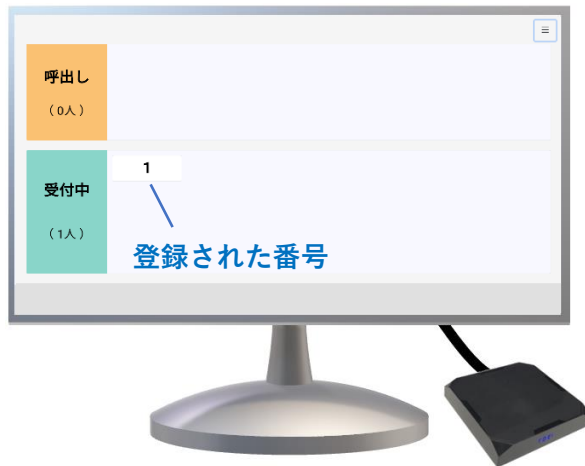 ☰
呼出し
（0人）
1
受付中
（1人）
登録された番号